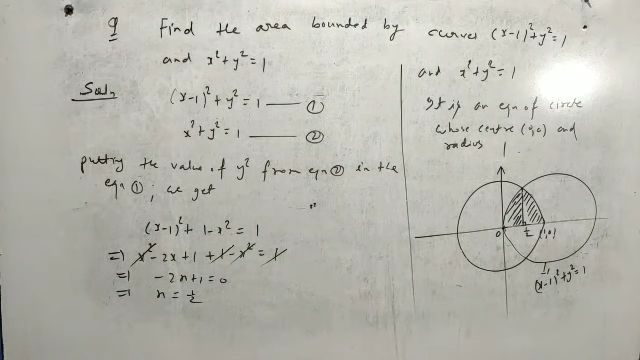 Q Find the area bounded by curves (x-1)²+y²=1
and x²+y²=1
Soln
(x-1)²+y²=1 —— ①
x²+y²=1 —— ②
putting the value of y² from eqn ② in the
eqn ①, we get
(x-1)²+1-x²=1
=) x²-2x+1+1-x²=1
=) -2x+1=0
=) x=1/2
and x²+y²=1
It is an eqn of circle
whose centre (0,0) and
radius 1
0 1/2 (1,0)
(x-1)²+y²=1